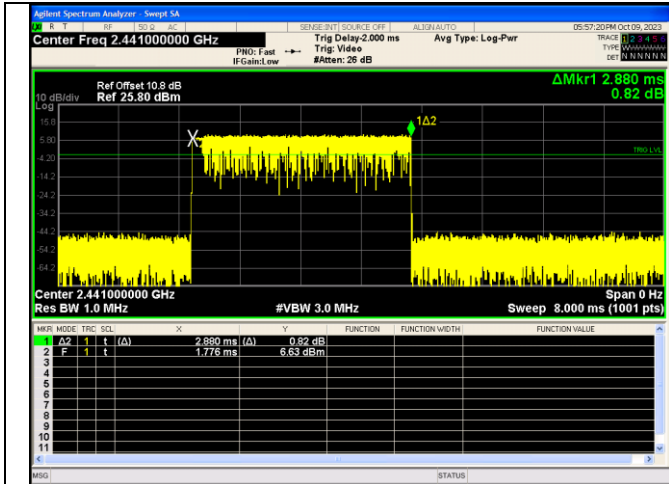 Agilent Spectrum Analyzer - Swept SA
R T RF 50 Ω AC SENSE:INT SOURCE OFF ALIGN AUTO 05:57:20PM Oct 09, 2023
Center Freq 2.441000000 GHz
PNO: Fast
IFGain:Low
Trig Delay-2.000 ms
Trig: Video
#Atten: 26 dB
Avg Type: Log-Pwr
TRACE 1 2 3 4 5 6
TYPE
DET N N N N N N
ΔMkr1 2.880 ms
0.82 dB
Ref Offset 10.8 dB
10 dB/div Ref 25.80 dBm
Log
15.8
1Δ2
5.80
TRIG LVL
-4.20
-14.2
-24.2
-34.2
-44.2
-54.2
-64.2
Center 2.441000000 GHz Span 0 Hz
Res BW 1.0 MHz #VBW 3.0 MHz Sweep 8.000 ms (1001 pts)
MKR MODE TRC SCL X Y FUNCTION FUNCTION WIDTH FUNCTION VALUE
1 Δ2 1 t (Δ) 2.880 ms (Δ) 0.82 dB
2 F 1 t 1.776 ms 6.63 dBm
3
4
5
6
7
8
9
10
11
MSG STATUS